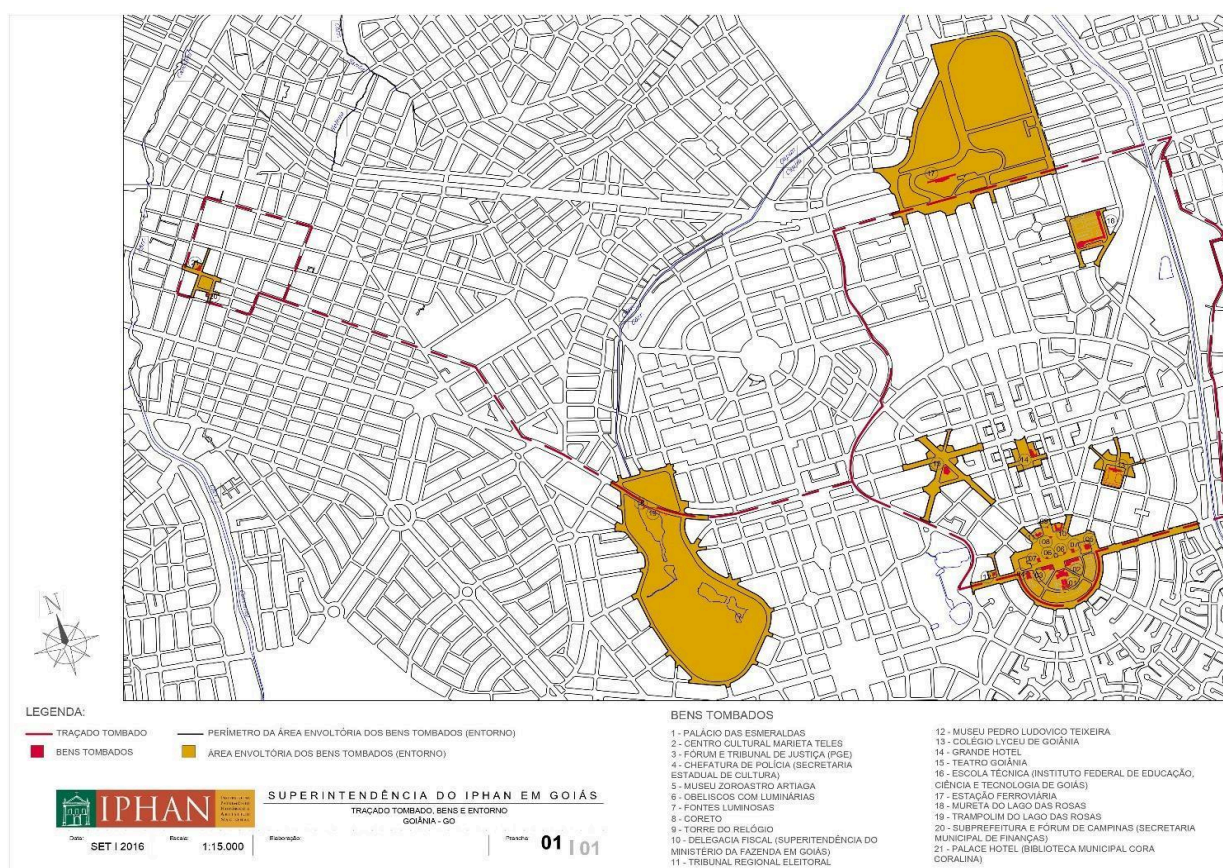 N
LEGENDA:
TRAÇADO TOMBADO
PERÍMETRO DA ÁREA ENVOLTÓRIA DOS BENS TOMBADOS (ENTORNO)
BENS TOMBADOS
ÁREA ENVOLTÓRIA DOS BENS TOMBADOS (ENTORNO)
IPHAN
SUPERINTENDÊNCIA DO IPHAN EM GOIÁS
TRAÇADO TOMBADO, BENS E ENTORNO
GOIÂNIA - GO
Data:
SET | 2016
Escala:
1:15.000
Elaboração:
Prancha
01 | 01
BENS TOMBADOS
1 - PALÁCIO DAS ESMERALDAS
2 - CENTRO CULTURAL MARIETA TELES
3 - FÓRUM E TRIBUNAL DE JUSTIÇA (PGE)
4 - CHEFATURA DE POLÍCIA (SECRETARIA
ESTADUAL DE CULTURA)
5 - MUSEU ZOROASTRO ARTIAGA
6 - OBELISCOS COM LUMINÁRIAS
7 - FONTES LUMINOSAS
8 - CORETO
9 - TORRE DO RELÓGIO
10 - DELEGACIA FISCAL (SUPERITENDÊNCIA DO
MINISTÉRIO DA FAZENDA EM GOIÁS)
11 - TRIBUNAL REGIONAL ELEITORAL
12 - MUSEU PEDRO LUDOVICO TEIXEIRA
13 - COLÉGIO LYCEU DE GOIÂNIA
14 - GRANDE HOTEL
15 - TEATRO GOIÂNIA
16 - ESCOLA TÉCNICA (INSTITUTO FEDERAL DE EDUCAÇÃO,
CIÊNCIA E TECNOLOGIA DE GOIÁS)
17 - ESTAÇÃO FERROVIÁRIA
18 - MURETA DO LAGO DAS ROSAS
19 - TRAMPOLIM DO LAGO DAS ROSAS
20 - SUBPREFEITURA E FÓRUM DE CAMPINAS (SECRETARIA
MUNICIPAL DE FINANÇAS)
21 - PALACE HOTEL (BIBLIOTECA MUNICIPAL CORA
CORALINA)